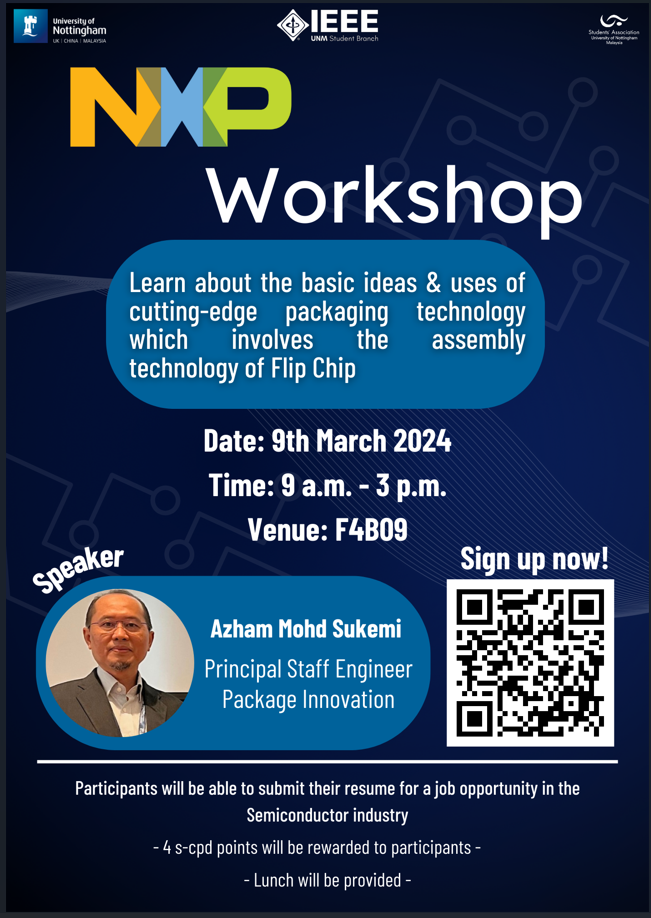 University of
Nottingham
UK | CHINA | MALAYSIA
IEEE
UNM Student Branch
Students' Association
University of Nottingham
Malaysia
NXP
Workshop
Learn about the basic ideas & uses of
cutting-edge packaging technology
which involves the assembly
technology of Flip Chip
Date: 9th March 2024
Time: 9 a.m. - 3 p.m.
Venue: F4B09
Speaker
Sign up now!
Azham Mohd Sukemi
Principal Staff Engineer
Package Innovation
Participants will be able to submit their resume for a job opportunity in the
Semiconductor industry
- 4 s-cpd points will be rewarded to participants -
- Lunch will be provided -